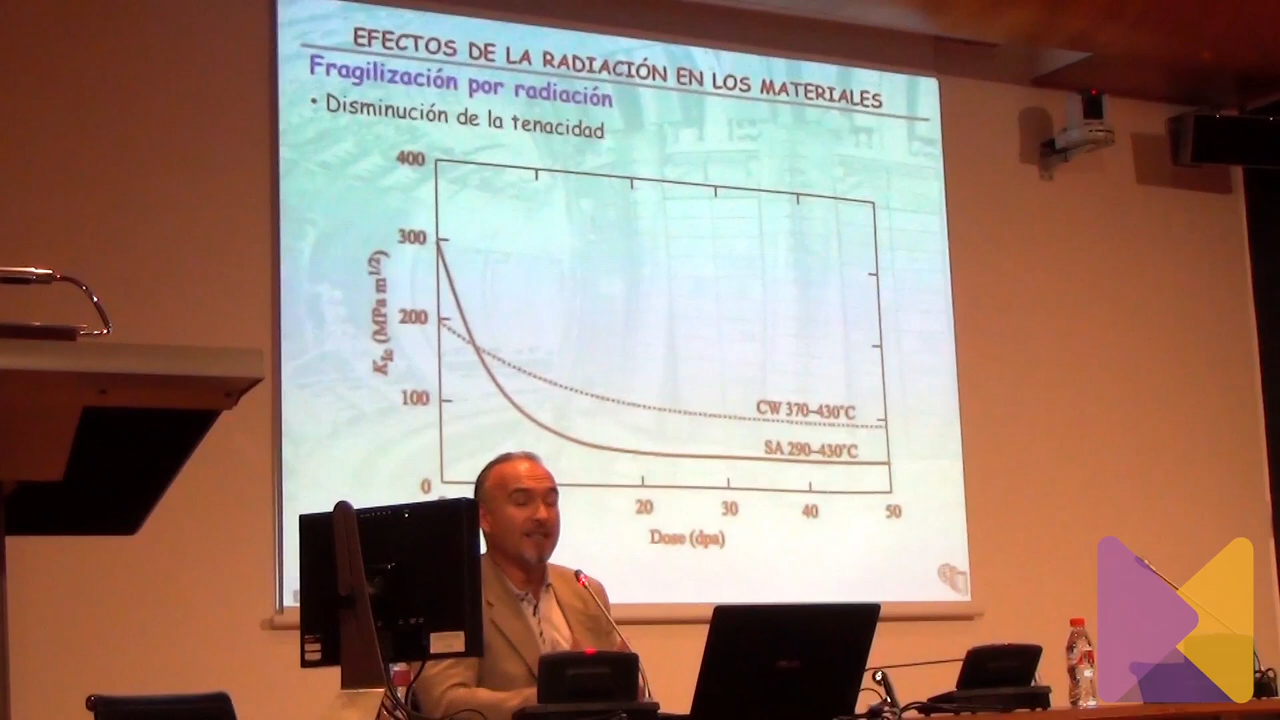 EFECTOS DE LA RADIACIÓN EN LOS MATERIALES
Fragilización por radiación
• Disminución de la tenacidad
400
300
200
100
0
K_Ic (MPa m^1/2)
CW 370–430°C
SA 290–430°C
20
30
40
50
Dose (dpa)